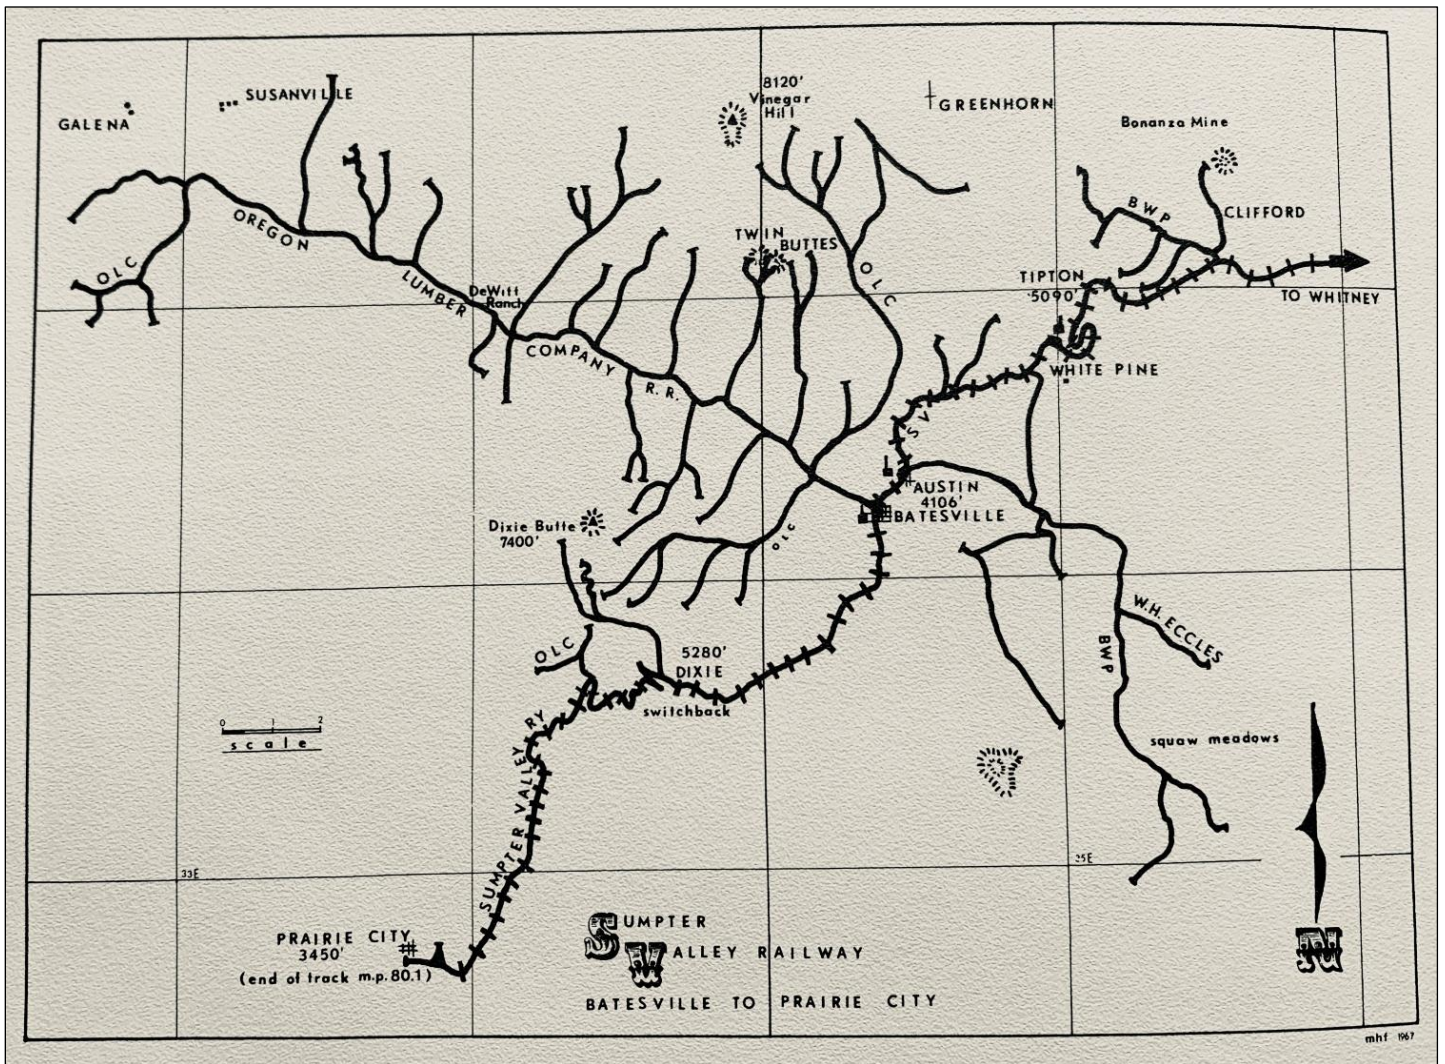 8120'
Vinegar
Hill
GREENHORN
SUSANVILLE
GALENA
Bonanza Mine
BWP
CLIFFORD
OREGON
TWIN
BUTTES
OLC
OLC
TIPTON
5090'
TO WHITNEY
LUMBER
DeWitt
Ranch
COMPANY
WHITE PINE
R.R.
SV
AUSTIN
4106'
BATESVILLE
Dixie Butte
7400'
OLC
W.H. ECCLES
BWP
OLC
5280'
DIXIE
switchback
0 1 2
scale
SUMPTER VALLEY RY
squaw meadows
33E
35E
PRAIRIE CITY
3450'
(end of track m.p. 80.1)
SUMPTER
VALLEY RAILWAY
BATESVILLE TO PRAIRIE CITY
N
mhf 1967